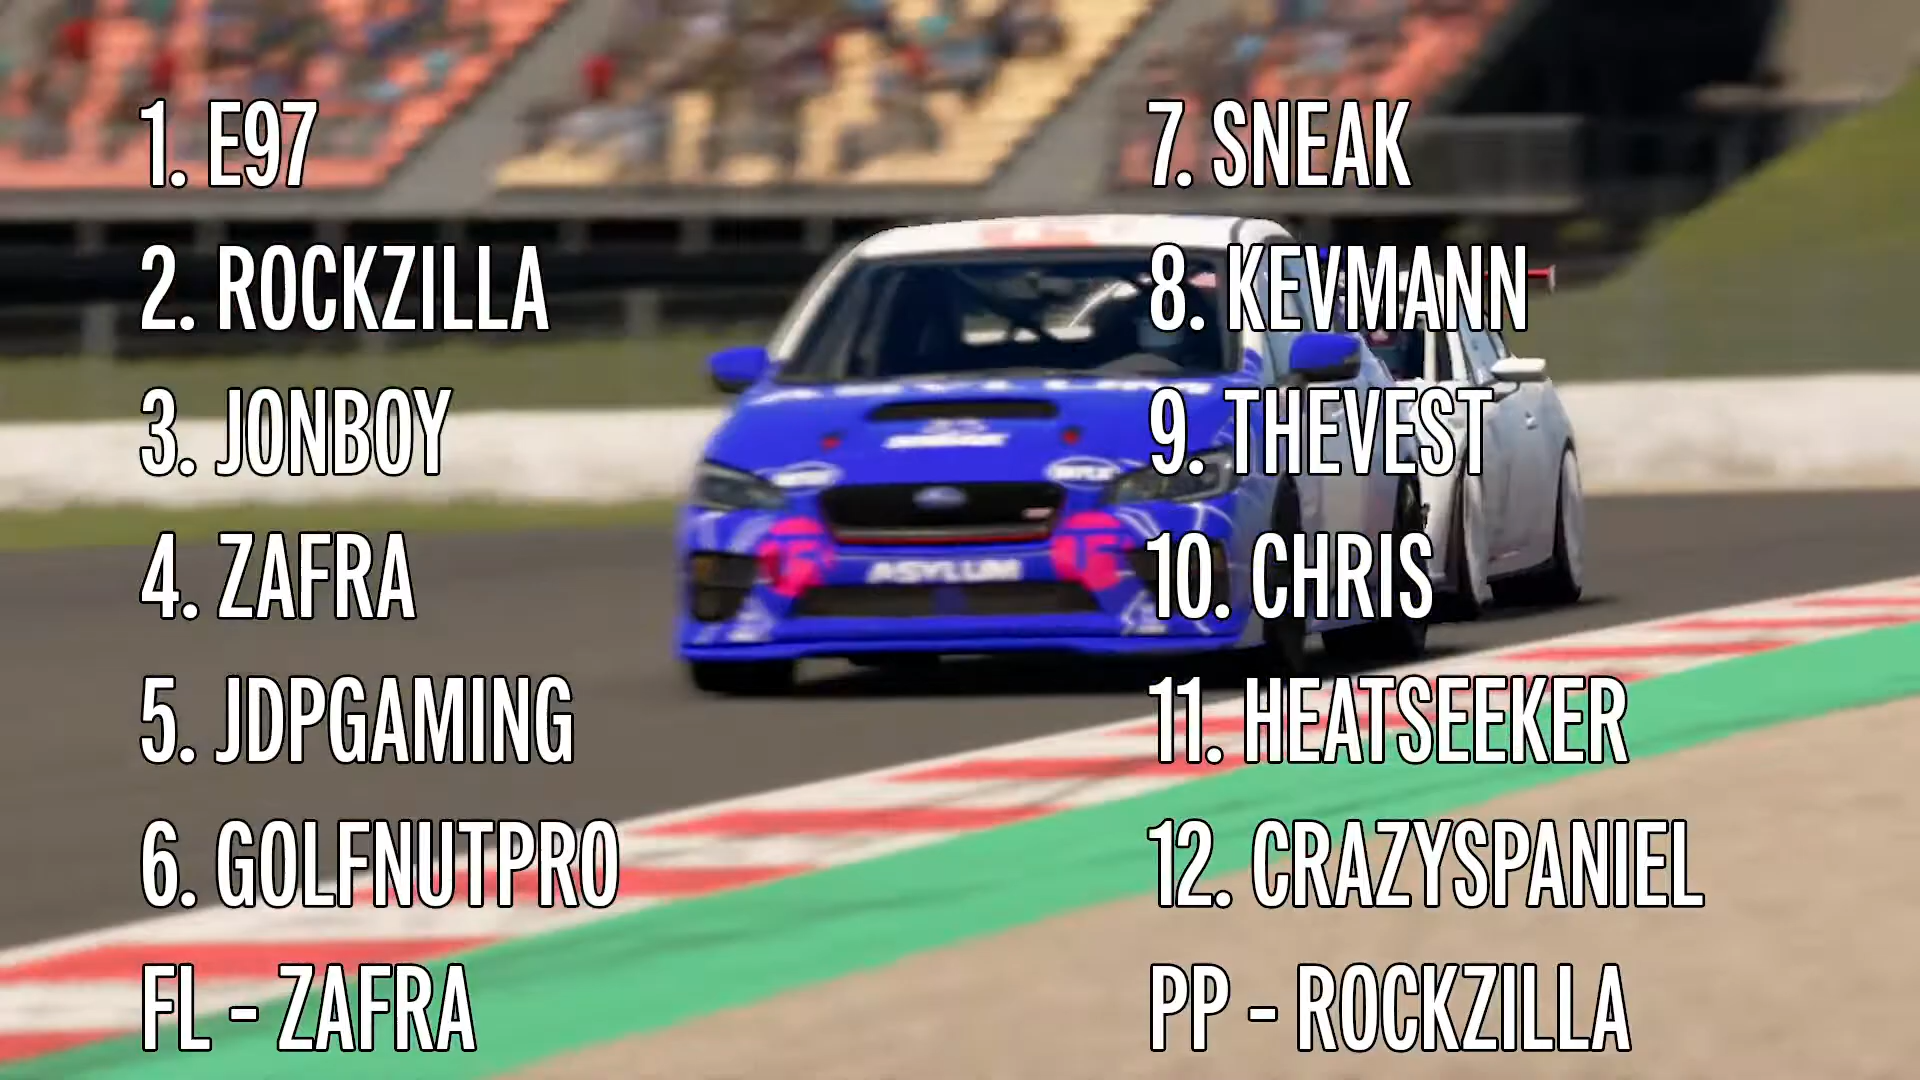 1. E97
2. ROCKZILLA
3. JONBOY
4. ZAFRA
5. JDPGAMING
6. GOLFNUTPRO
FL - ZAFRA
7. SNEAK
8. KEVMANN
9. THEVEST
10. CHRIS
11. HEATSEEKER
12. CRAZYSPANIEL
PP - ROCKZILLA
ASYLUM